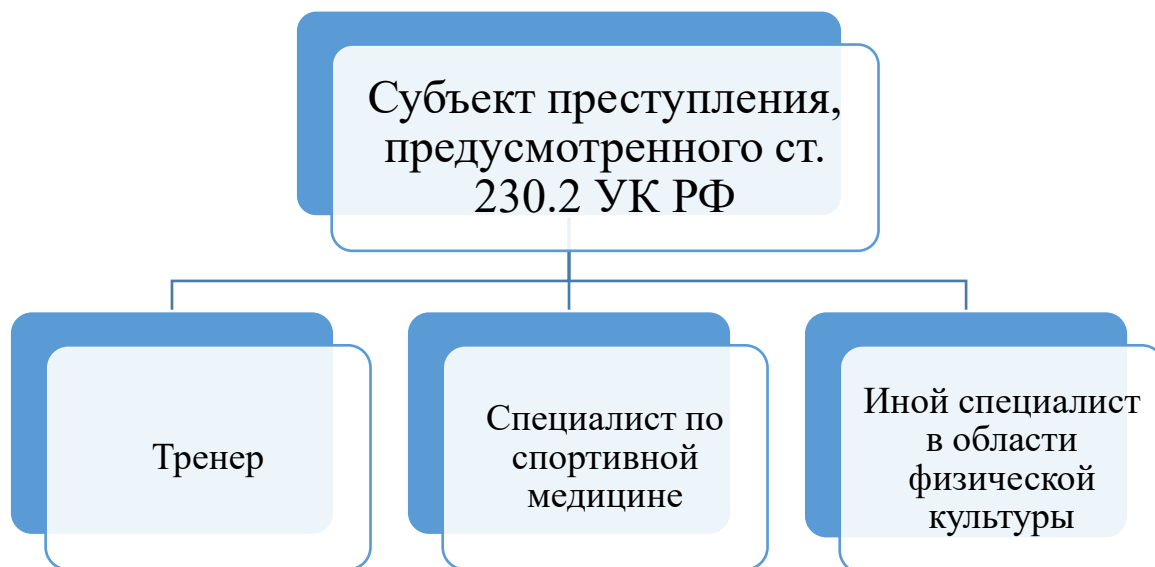 Субъект преступления,
предусмотренного ст.
230.2 УК РФ
Тренер
Специалист по
спортивной
медицине
Иной специалист
в области
физической
культуры